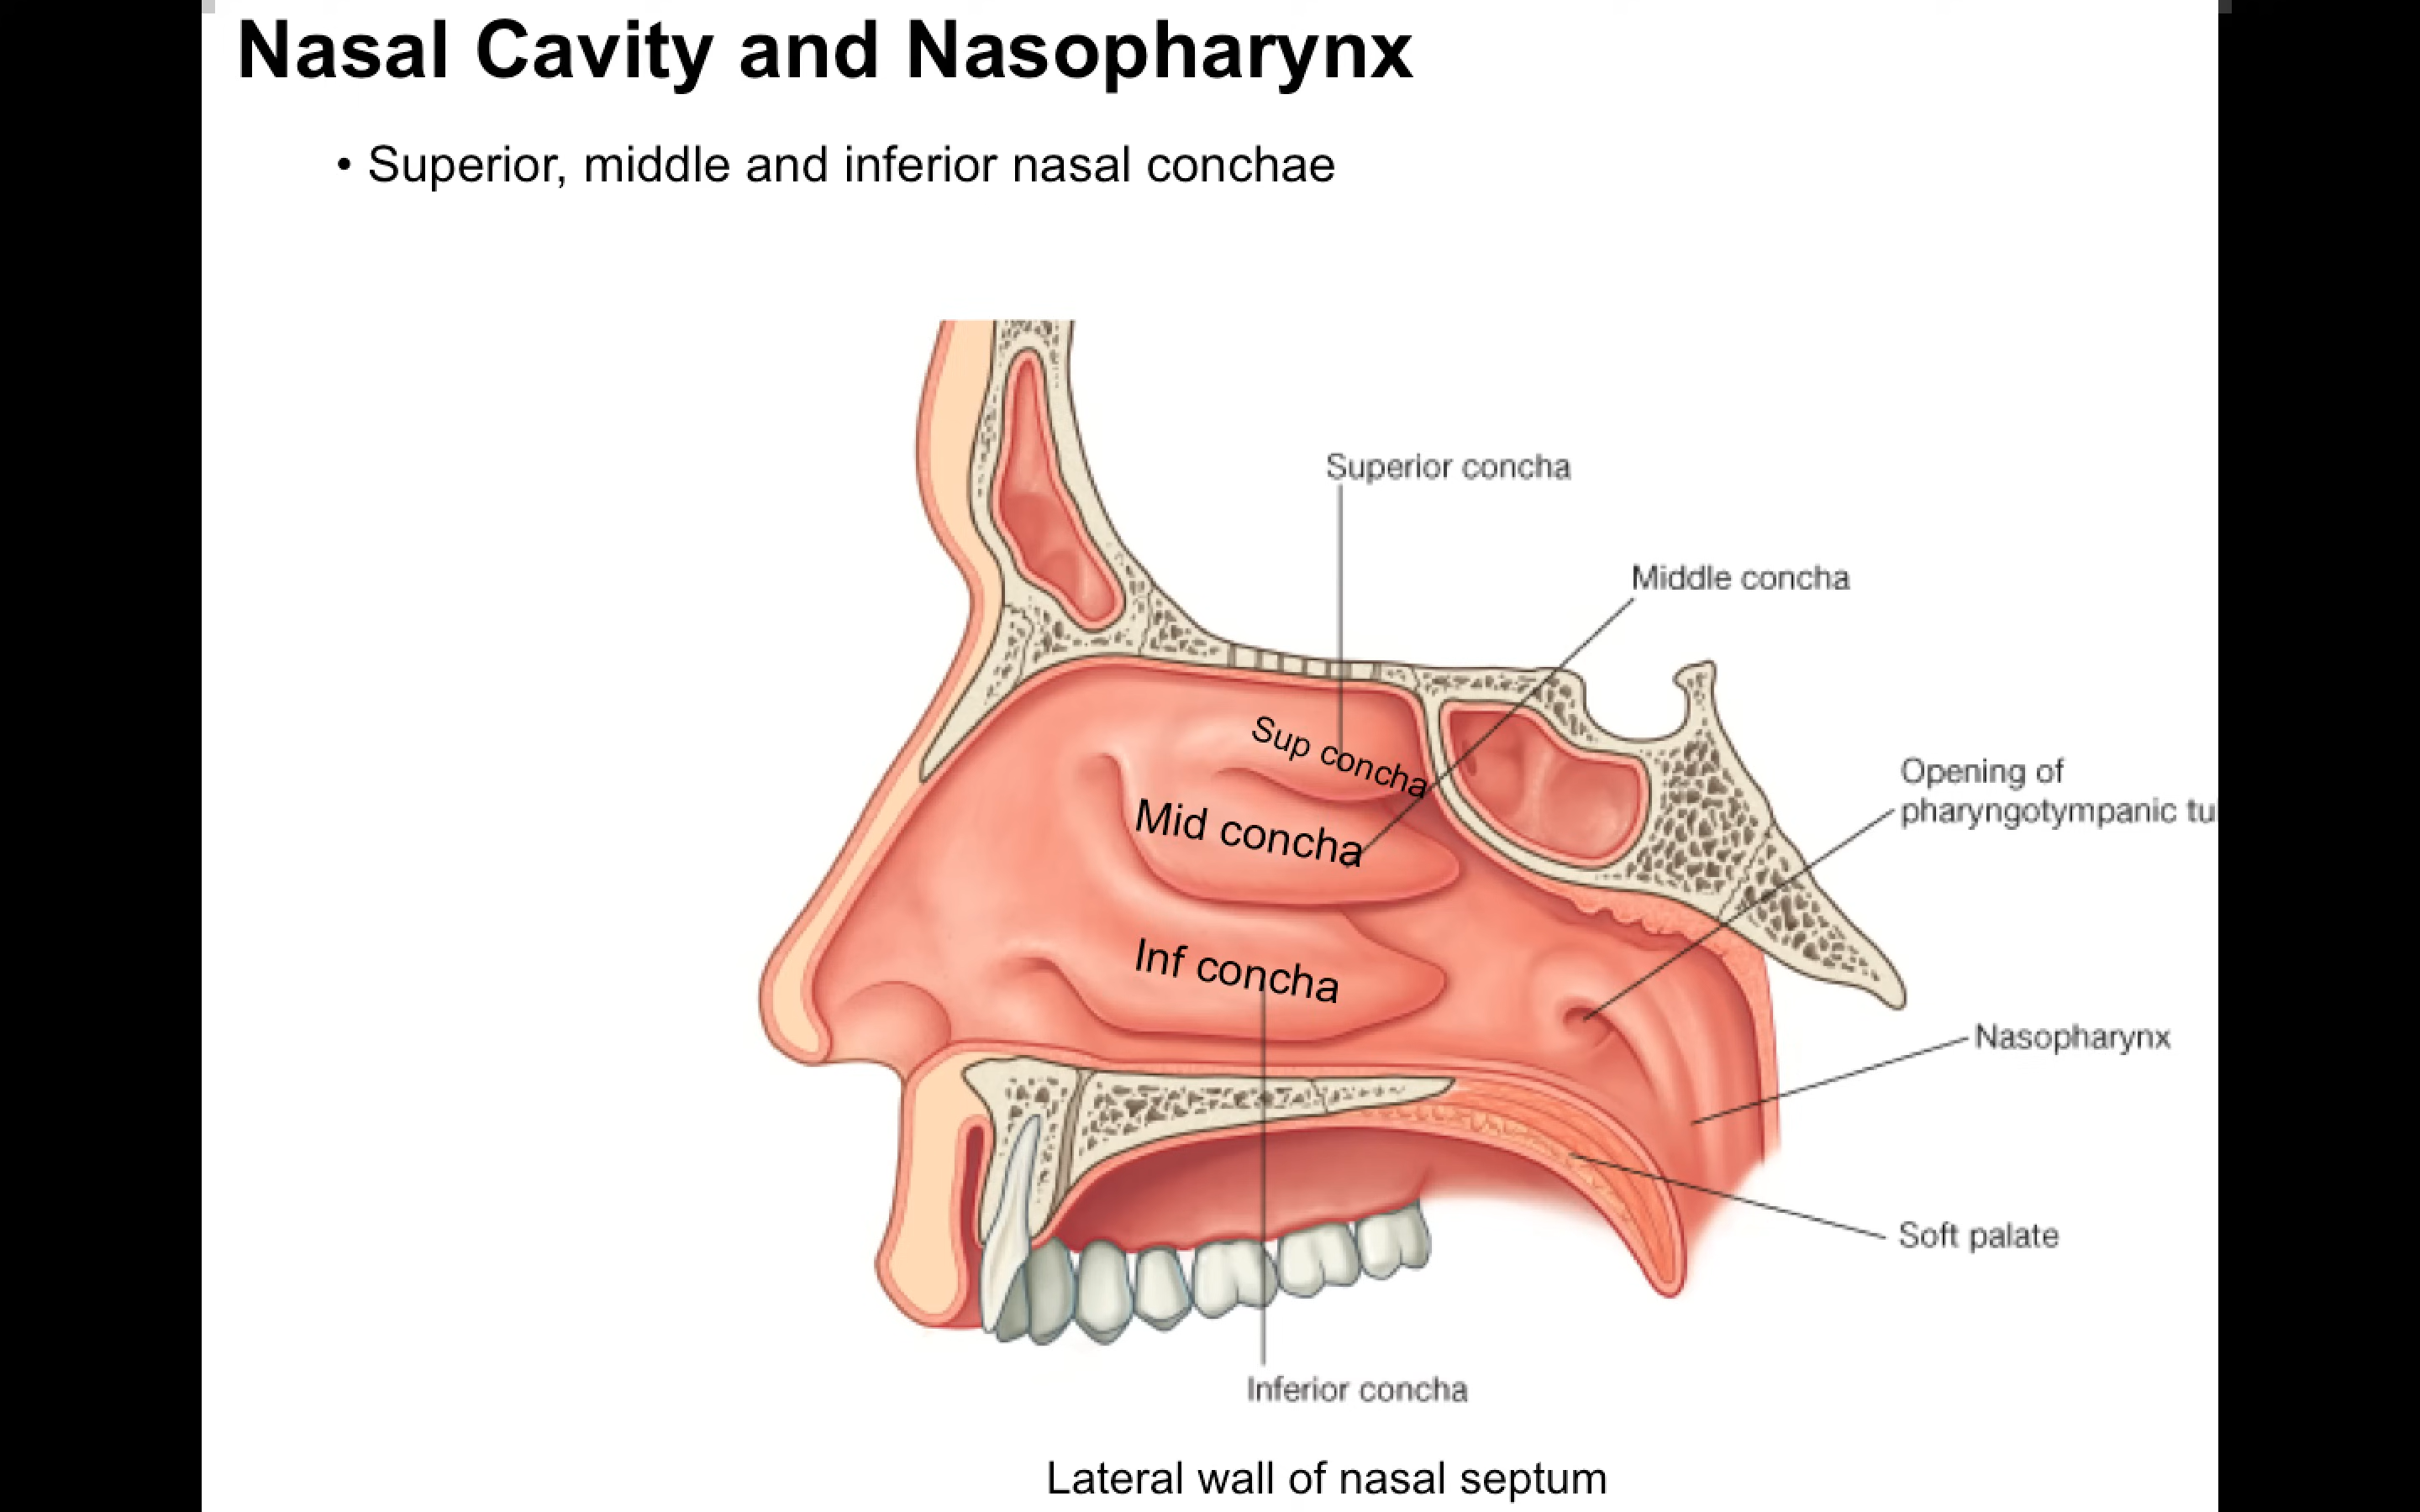 Nasal Cavity and Nasopharynx
• Superior, middle and inferior nasal conchae
Superior concha
Middle concha
Sup concha
Opening of
pharyngotympanic tu
Mid concha
Inf concha
Nasopharynx
Soft palate
Inferior concha
Lateral wall of nasal septum